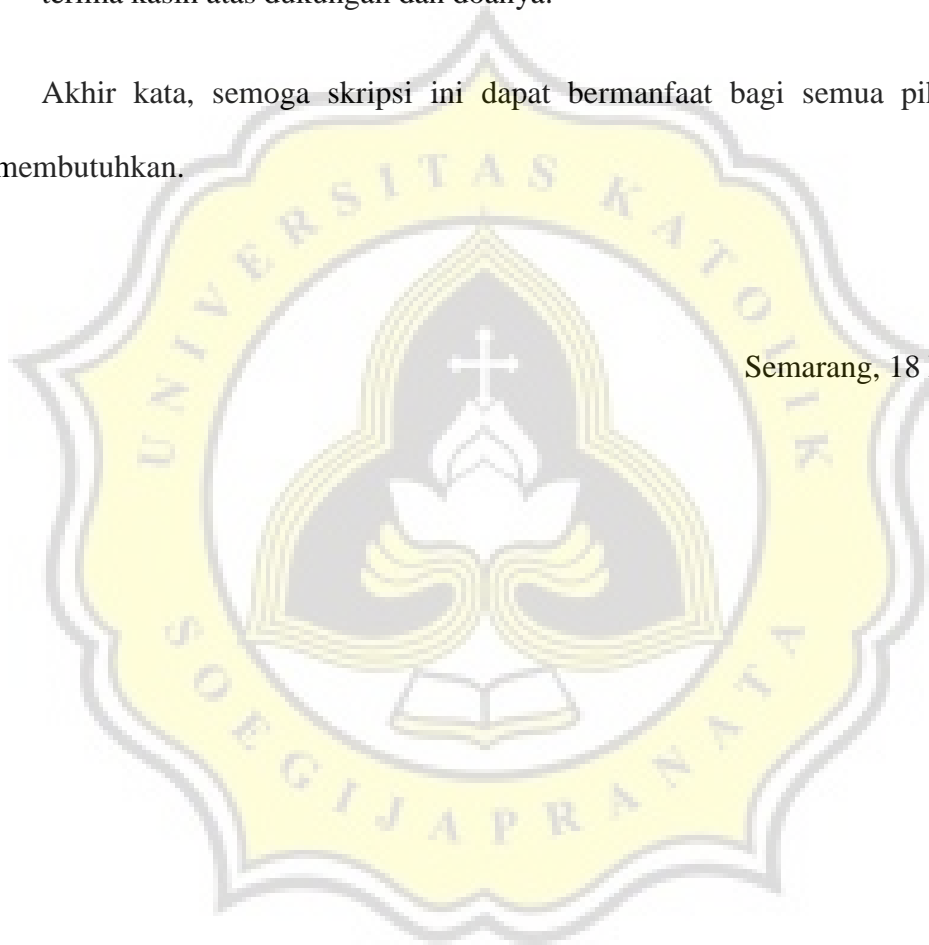 terima kasih atas dukungan dan doanya.
Akhir kata, semoga skripsi ini dapat bermanfaat bagi semua
membutuhkan.
Semarang, 18
UNIVERSITAS KATOLIK
SOEGIJAPRANATA